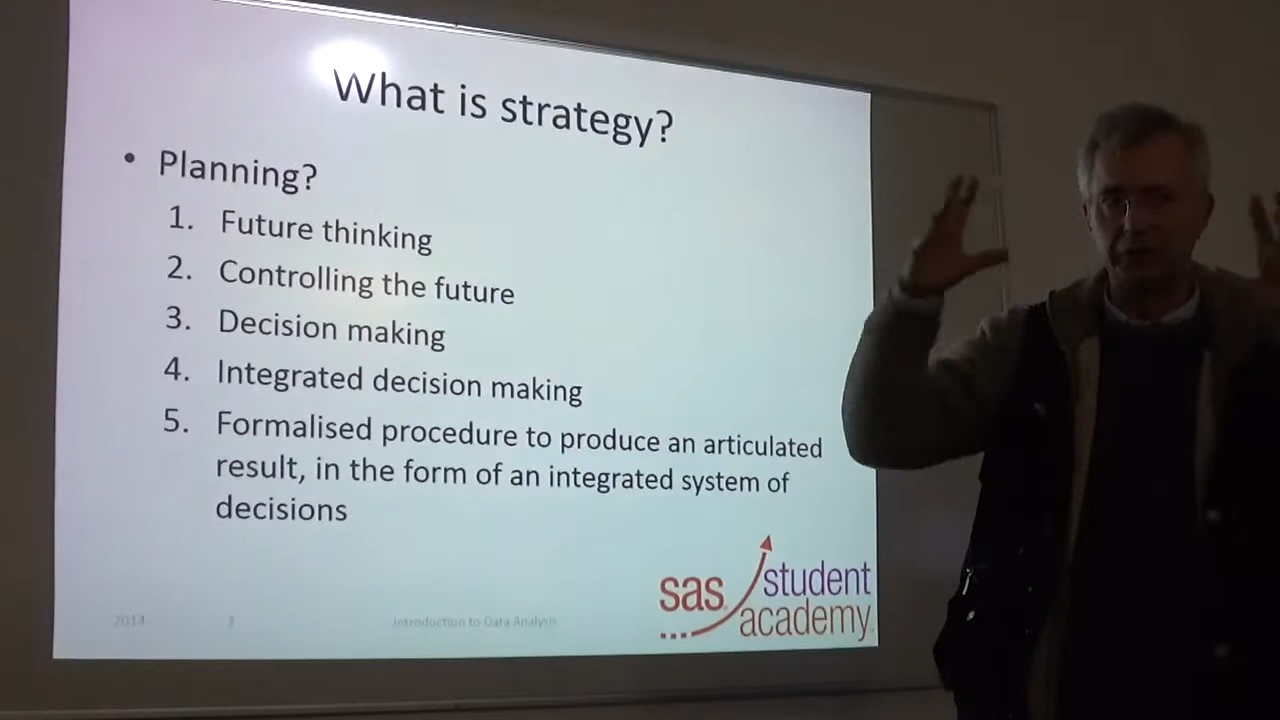 What is strategy?
• Planning?
1. Future thinking
2. Controlling the future
3. Decision making
4. Integrated decision making
5. Formalised procedure to produce an articulated
result, in the form of an integrated system of
decisions
sas student
academy
2014 3 Introduction to Data Analysis